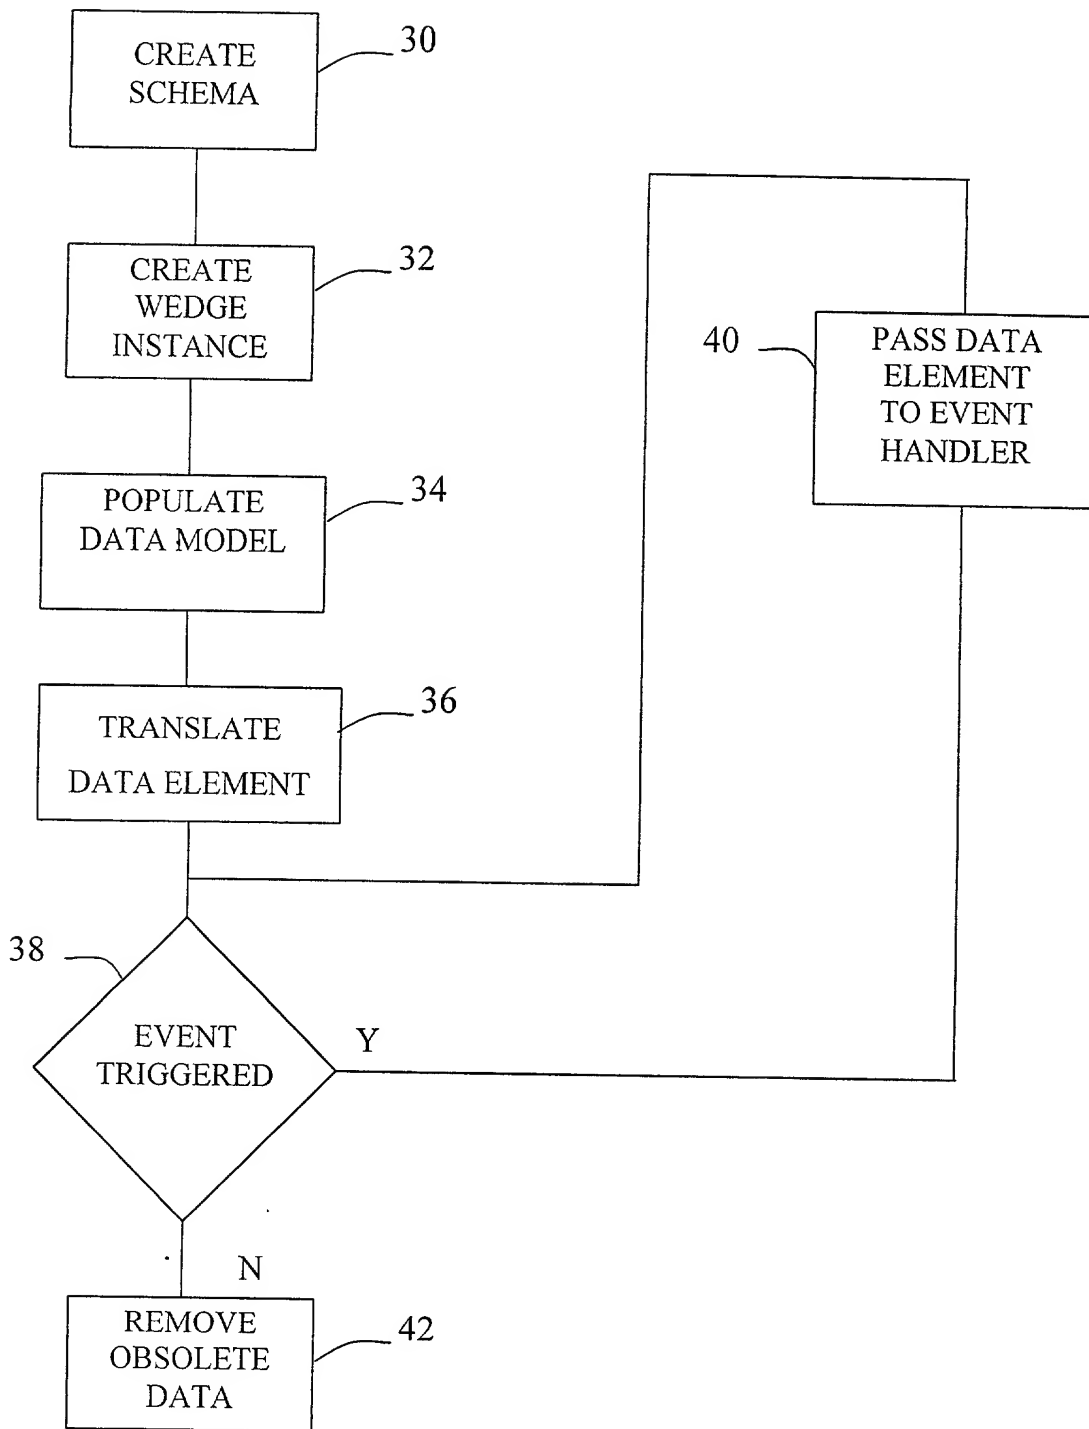 CREATE
SCHEMA
30
CREATE
WEDGE
INSTANCE
32
POPULATE
DATA MODEL
34
TRANSLATE
DATA ELEMENT
36
38
EVENT
TRIGGERED
Y
N
40
PASS DATA
ELEMENT
TO EVENT
HANDLER
REMOVE
OBSOLETE
DATA
42